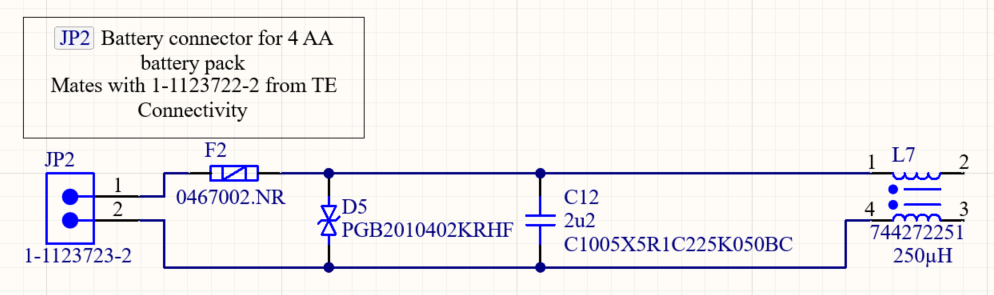 JP2 Battery connector for 4 AA
battery pack
Mates with 1-1123722-2 from TE
Connectivity
JP2
1
2
1-1123723-2
F2
0467002.NR
D5
PGB2010402KRHF
C12
2u2
C1005X5R1C225K050BC
L7
1
2
4
3
744272251
250µH